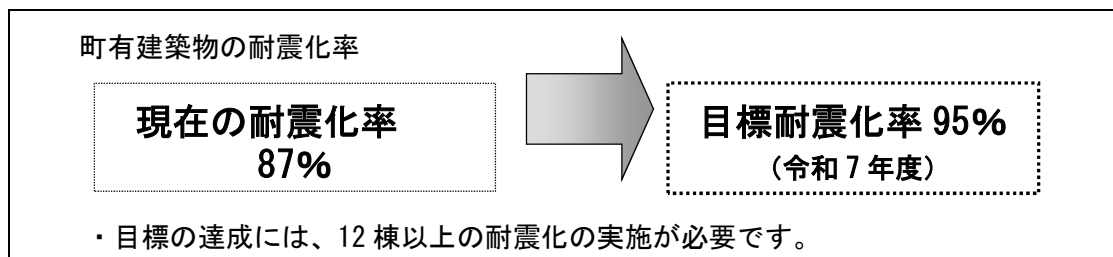 町有建築物の耐震化率
現在の耐震化率
87%
目標耐震化率 95%
（令和7年度）
・目標の達成には、12棟以上の耐震化の実施が必要です。